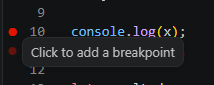 9
10 console.log(x);
Click to add a breakpoint
12